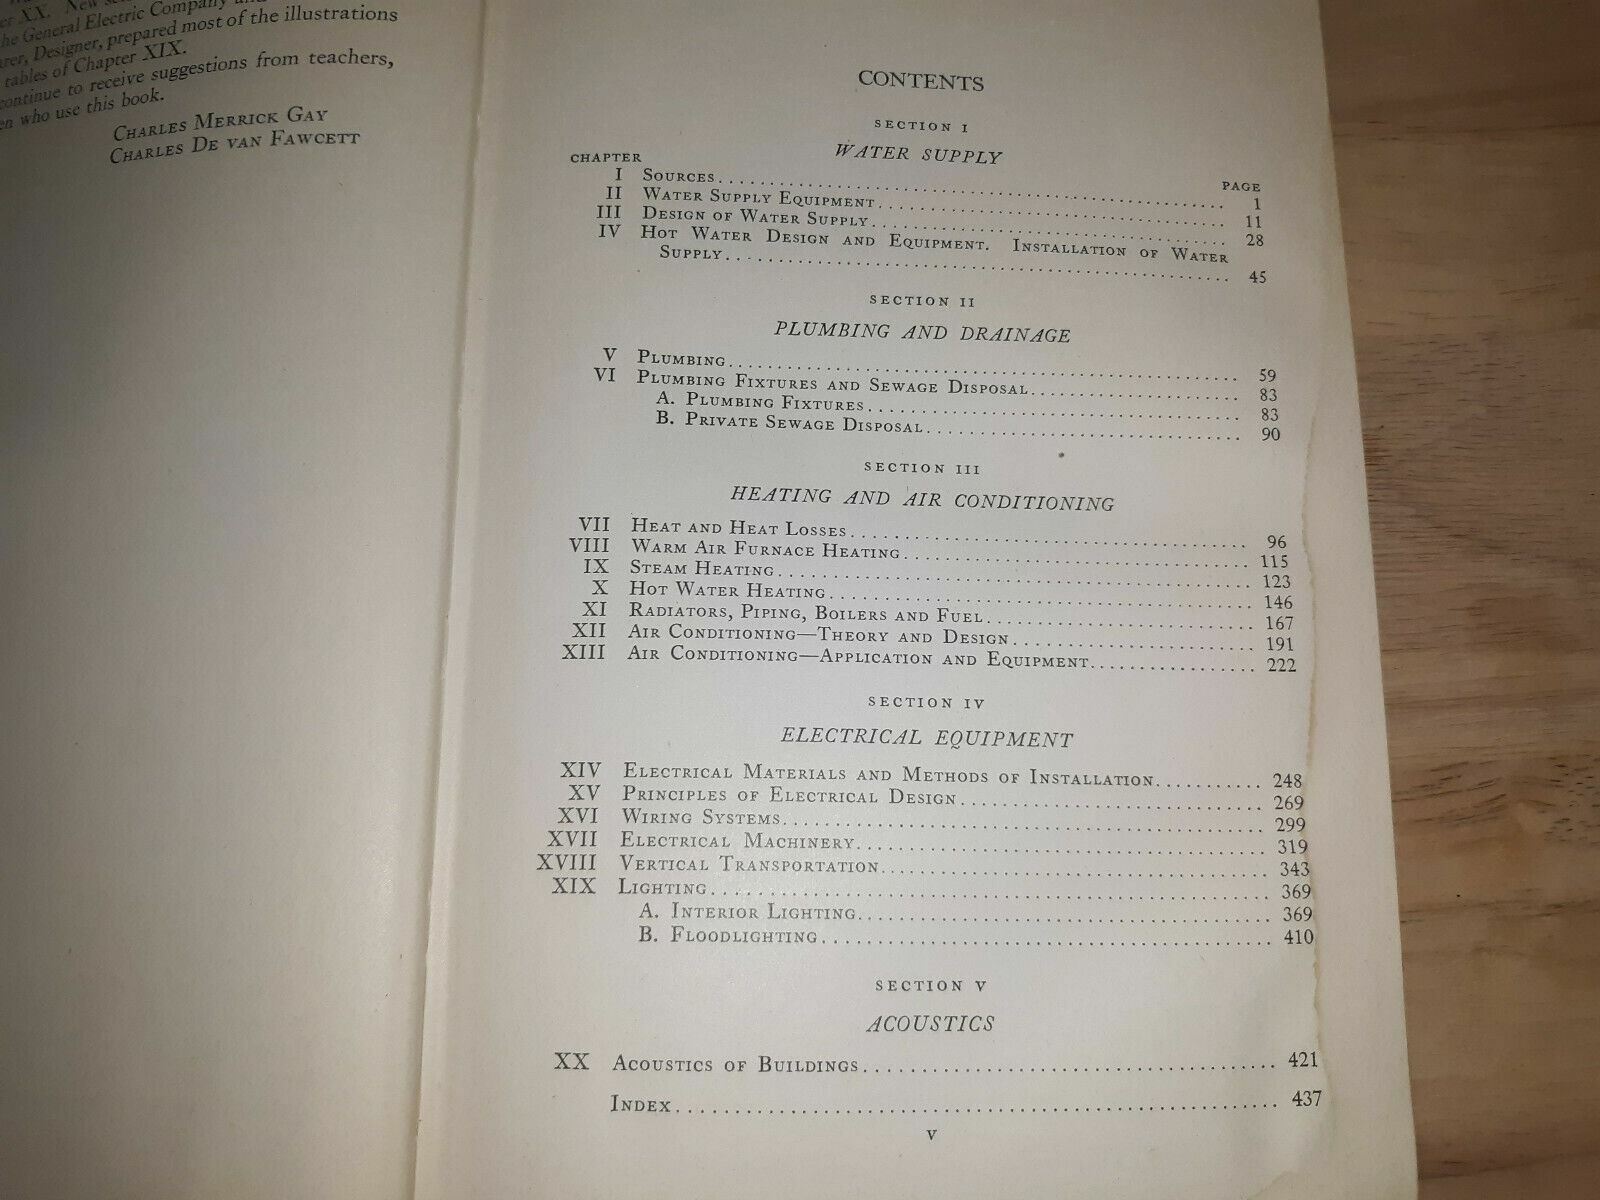 er XX. New
the General Electric Company and
rer, Designer, prepared most of the illustrations
tables of Chapter XIX.
continue to receive suggestions from teachers,
en who use this book.
CHARLES MERRICK GAY
CHARLES DE VAN FAWCETT
CONTENTS
SECTION I
WATER SUPPLY
CHAPTER PAGE
I SOURCES 1
II WATER SUPPLY EQUIPMENT 11
III DESIGN OF WATER SUPPLY 28
IV HOT WATER DESIGN AND EQUIPMENT. INSTALLATION OF WATER
SUPPLY 45
SECTION II
PLUMBING AND DRAINAGE
V PLUMBING 59
VI PLUMBING FIXTURES AND SEWAGE DISPOSAL 83
A. PLUMBING FIXTURES 83
B. PRIVATE SEWAGE DISPOSAL 90
SECTION III
HEATING AND AIR CONDITIONING
VII HEAT AND HEAT LOSSES 96
VIII WARM AIR FURNACE HEATING 115
IX STEAM HEATING 123
X HOT WATER HEATING 146
XI RADIATORS, PIPING, BOILERS AND FUEL 167
XII AIR CONDITIONING—THEORY AND DESIGN 191
XIII AIR CONDITIONING—APPLICATION AND EQUIPMENT 222
SECTION IV
ELECTRICAL EQUIPMENT
XIV ELECTRICAL MATERIALS AND METHODS OF INSTALLATION 248
XV PRINCIPLES OF ELECTRICAL DESIGN 269
XVI WIRING SYSTEMS 299
XVII ELECTRICAL MACHINERY 319
XVIII VERTICAL TRANSPORTATION 343
XIX LIGHTING 369
A. INTERIOR LIGHTING 369
B. FLOODLIGHTING 410
SECTION V
ACOUSTICS
XX ACOUSTICS OF BUILDINGS 421
INDEX 437
v